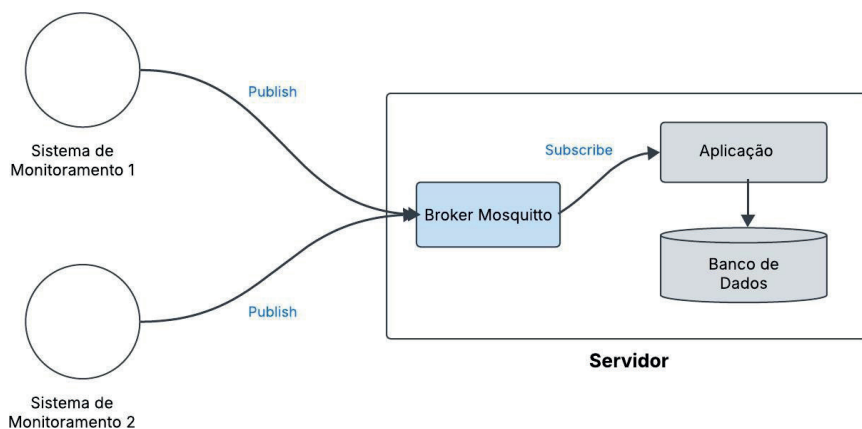 Publish
Sistema de
Monitoramento 1
Subscribe
Aplicação
Broker Mosquitto
Banco de
Dados
Publish
Servidor
Sistema de
Monitoramento 2